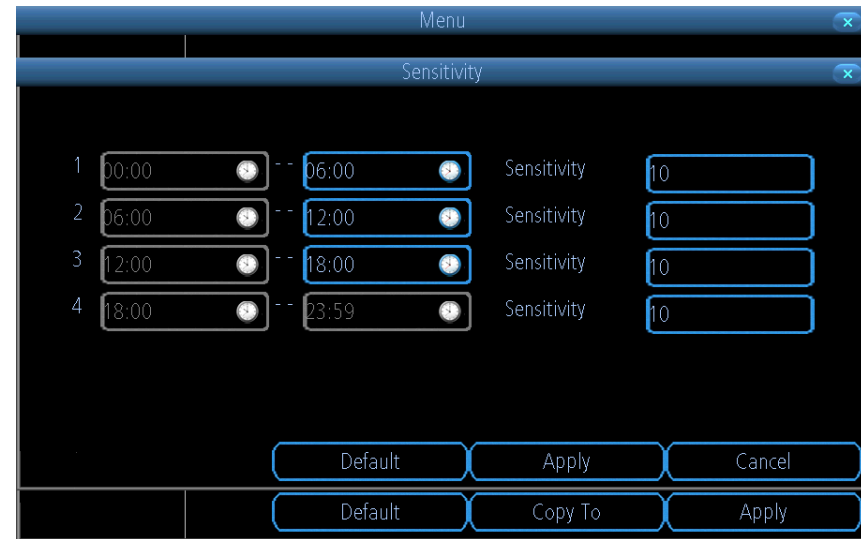 Menu
Sensitivity
1 00:00 -- 06:00 Sensitivity 10
2 06:00 -- 12:00 Sensitivity 10
3 12:00 -- 18:00 Sensitivity 10
4 18:00 -- 23:59 Sensitivity 10
Default Apply Cancel
Default Copy To Apply